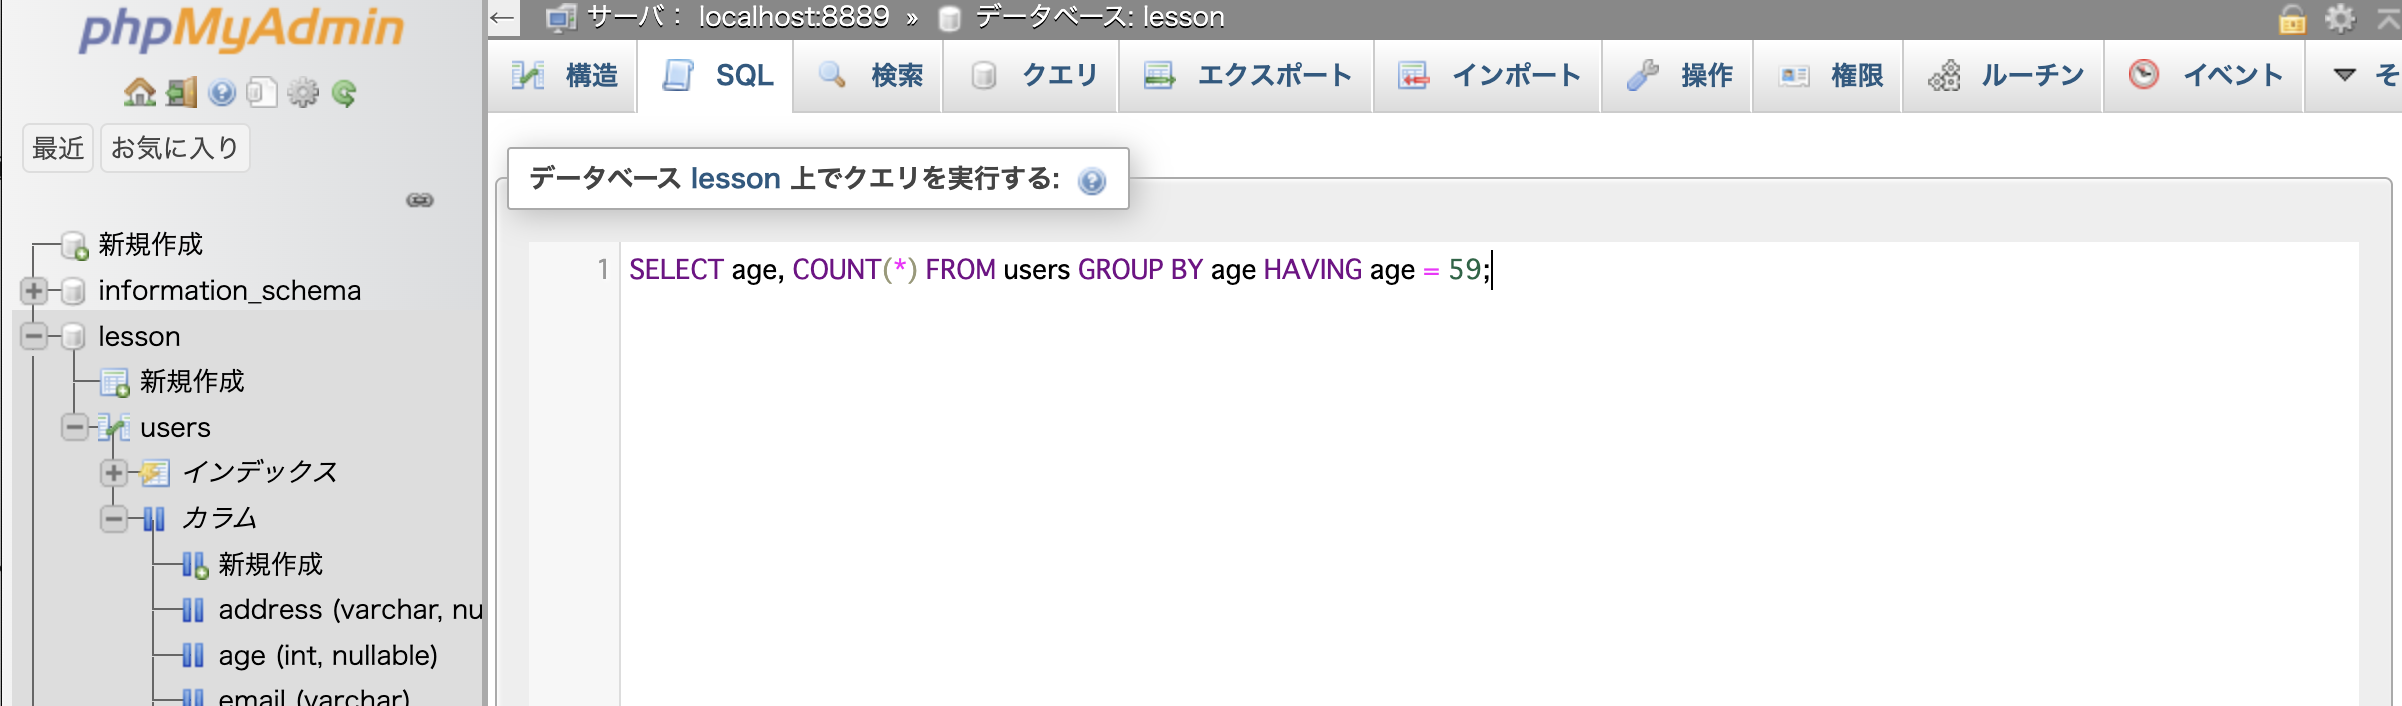 phpMyAdmin
最近 お気に入り
新規作成
information_schema
lesson
新規作成
users
インデックス
カラム
新規作成
address (varchar, nu
age (int, nullable)
email (varchar)
← サーバ： localhost:8889 » データベース: lesson
構造 SQL 検索 クエリ エクスポート インポート 操作 権限 ルーチン イベント ▼ そ
データベース lesson 上でクエリを実行する:
1 SELECT age, COUNT(*) FROM users GROUP BY age HAVING age = 59;